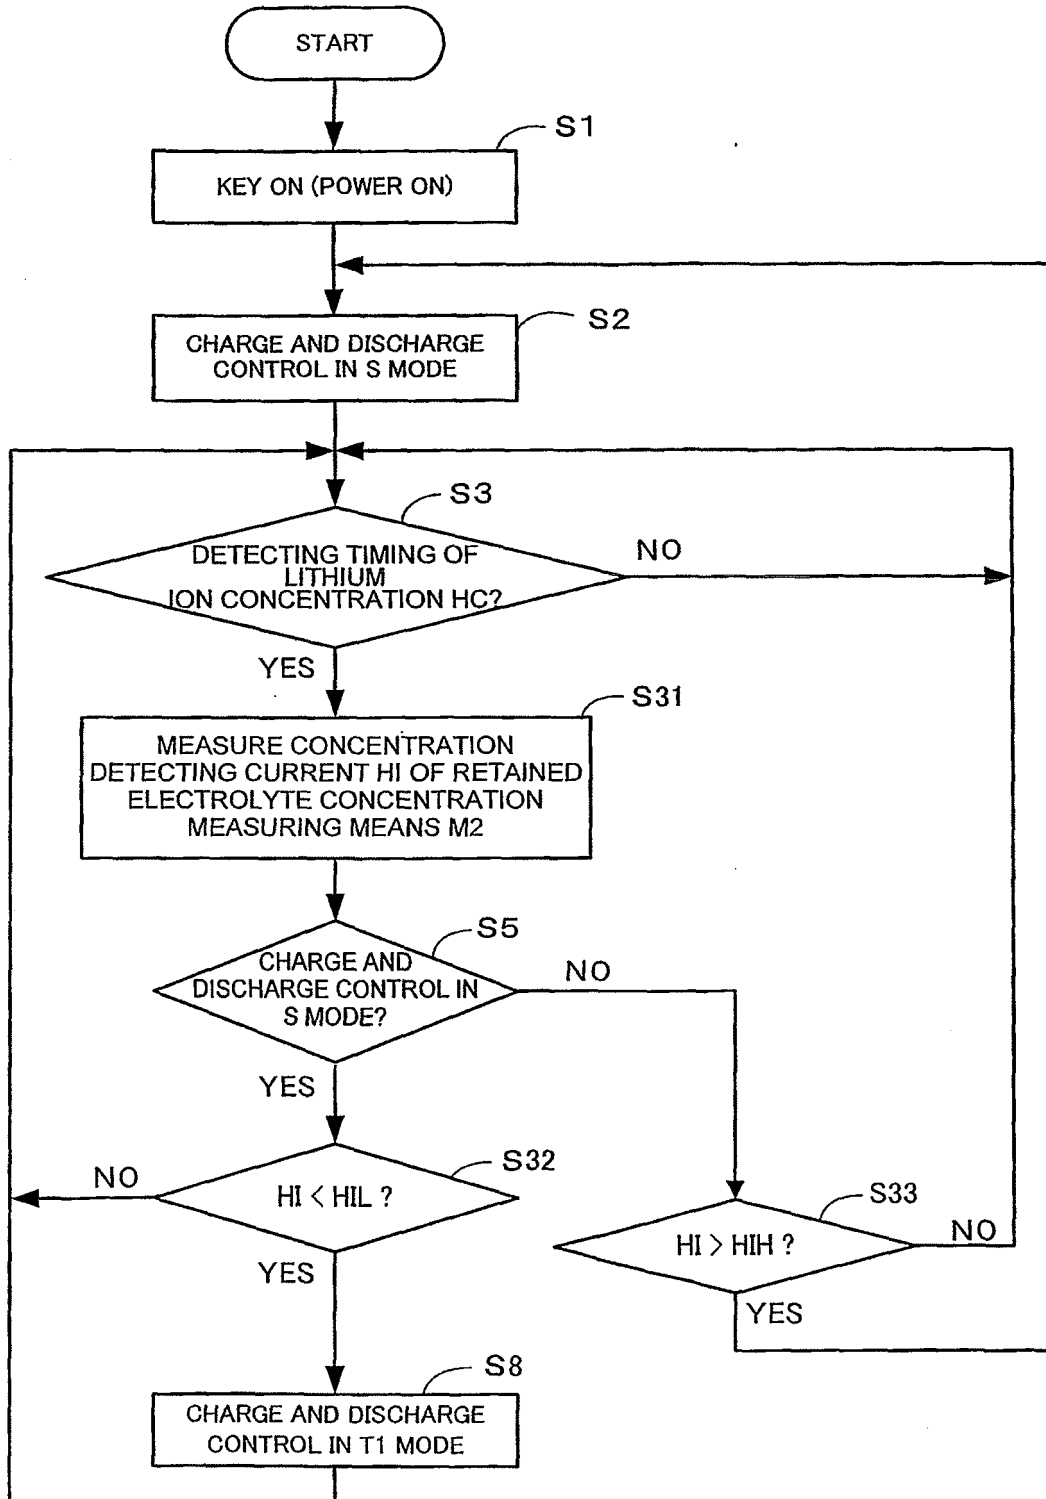 START
S1
KEY ON (POWER ON)
S2
CHARGE AND DISCHARGE
CONTROL IN S MODE
S3
DETECTING TIMING OF
LITHIUM
ION CONCENTRATION HC?
NO
YES
S31
MEASURE CONCENTRATION
DETECTING CURRENT HI OF RETAINED
ELECTROLYTE CONCENTRATION
MEASURING MEANS M2
S5
CHARGE AND
DISCHARGE CONTROL IN
S MODE?
NO
YES
S32
HI < HIL ?
NO
YES
S33
HI > HIH ?
NO
YES
S8
CHARGE AND DISCHARGE
CONTROL IN T1 MODE